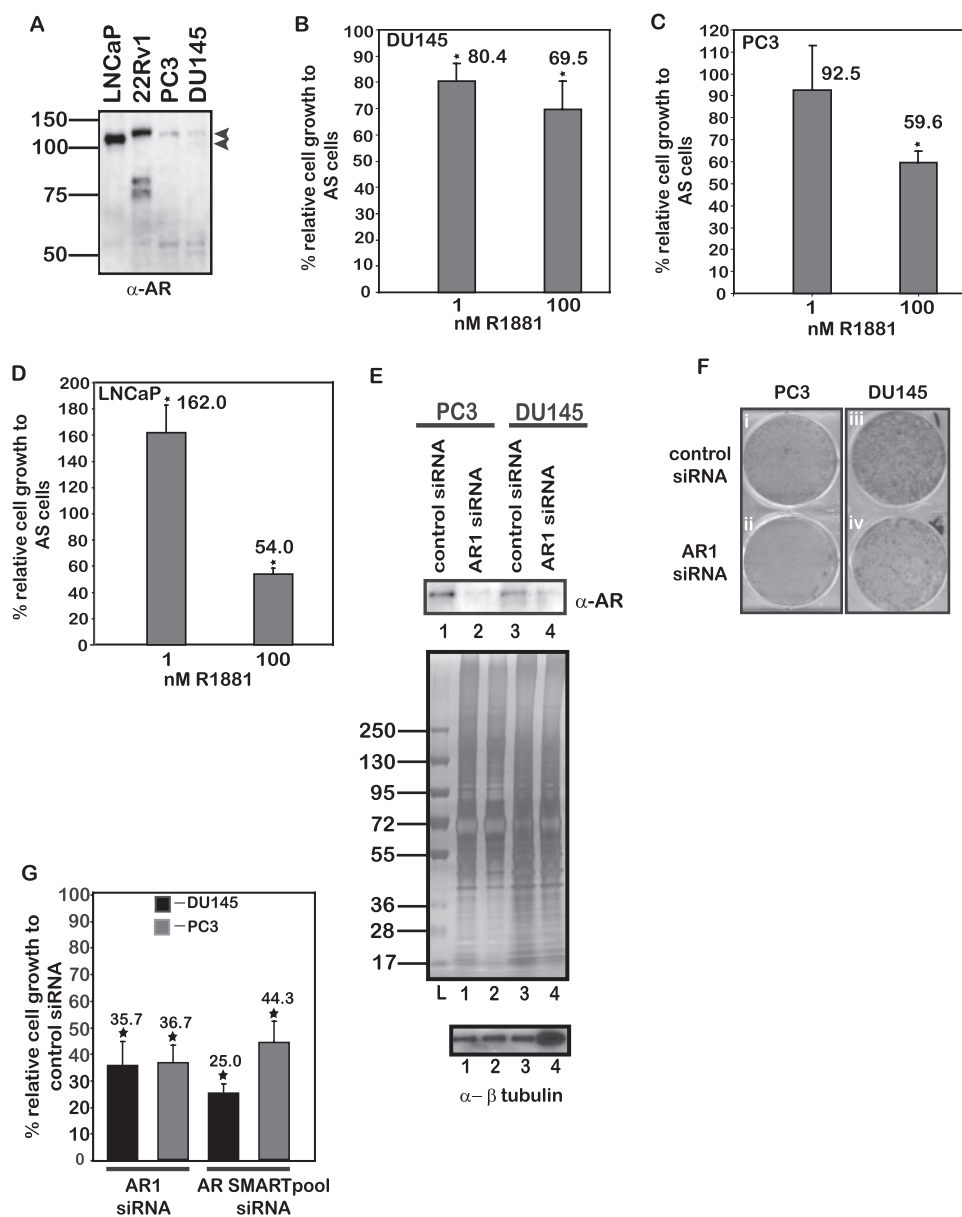 A
LNCaP
22Rv1
PC3
DU145
150
100
75
50
α-AR
B
DU145
% relative cell growth to
AS cells
100
90
80
70
60
50
40
30
20
10
0
* 80.4
69.5
*
1
100
nM R1881
C
PC3
% relative cell growth to
AS cells
120
110
100
90
80
70
60
50
40
30
20
10
0
92.5
59.6
*
1
100
nM R1881
D
LNCaP
% relative cell growth to
AS cells
200
180
160
140
120
100
80
60
40
20
0
* 162.0
54.0
*
1
100
nM R1881
E
PC3
DU145
control siRNA
AR1 siRNA
control siRNA
AR1 siRNA
α-AR
1 2 3 4
250
130
95
72
55
36
28
17
L 1 2 3 4
1 2 3 4
α– β tubulin
F
PC3
DU145
control
siRNA
AR1
siRNA
i
iii
ii
iv
G
% relative cell growth to
control siRNA
100
90
80
70
60
50
40
30
20
10
0
–DU145
–PC3
35.7
★
36.7
★
25.0
★
44.3
★
AR1
siRNA
AR SMARTpool
siRNA